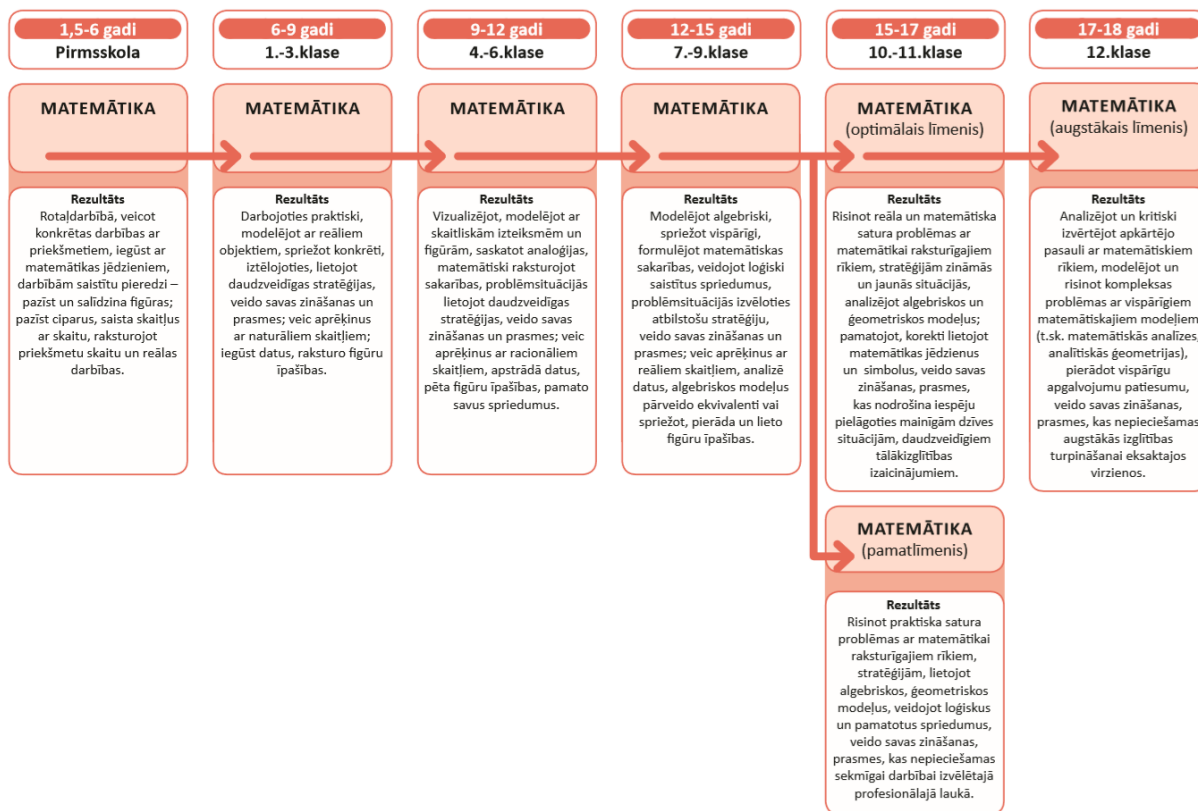 1,5-6 gadi
Pirmsskola
6-9 gadi
1.-3.klase
9-12 gadi
4.-6.klase
12-15 gadi
7.-9.klase
15-17 gadi
10.-11.klase
17-18 gadi
12.klase
MATEMĀTIKA
Rezultāts
Rotaļdarbībā, veicot
konkrētas darbības ar
priekšmetiem, iegūst ar
matemātikas jēdzieniem,
darbībām saistītu pieredzi –
pazīst un salīdzina figūras;
pazīst ciparus, saista skaitļus
ar skaitu, raksturojot
priekšmetu skaitu un reālas
darbības.
MATEMĀTIKA
Rezultāts
Darbojoties praktiski,
modelējot ar reāliem
objektiem, spriežot konkrēti,
iztēlojoties, lietojot
daudzveidīgas stratēģijas,
veido savas zināšanas un
prasmes; veic aprēķinus
ar naturāliem skaitļiem;
iegūst datus, raksturo figūru
īpašības.
MATEMĀTIKA
Rezultāts
Vizualizējot, modelējot ar
skaitliskām izteiksmēm un
figūrām, saskatot analoģijas,
matemātiski raksturojot
sakarības, problēmsituācijās
lietojot daudzveidīgas
stratēģijas, veido savas
zināšanas un prasmes; veic
aprēķinus ar racionāliem
skaitļiem, apstrādā datus,
pēta figūru īpašības, pamato
savus spriedumus.
MATEMĀTIKA
Rezultāts
Modelējot algebriski,
spriežot vispārīgi,
formulējot matemātiskas
sakarības, veidojot loģiski
saistītus spriedumus,
problēmsituācijās izvēloties
atbilstošu stratēģiju,
veido savas zināšanas un
prasmes; veic aprēķinus ar
reāliem skaitļiem, analizē
datus, algebriskos modeļus
pārveido ekvivalenti vai
spriežot, pierāda un lieto
figūru īpašības.
MATEMĀTIKA
(optimālais līmenis)
Rezultāts
Risinot reāla un matemātiska
satura problēmas ar
matemātikai raksturīgajiem
rīkiem, stratēģijām zināmās
un jaunās situācijās,
analizējot algebriskos un
ģeometriskos modeļus;
pamatojot, korekti lietojot
matemātikas jēdzienus
un simbolus, veido savas
zināšanas, prasmes,
kas nodrošina iespēju
pielāgoties mainīgām dzīves
situācijām, daudzveidīgiem
tālākizglītības
izaicinājumiem.
MATEMĀTIKA
(augstākais līmenis)
Rezultāts
Analizējot un kritiski
izvērtējot apkārtējo
pasauli ar matemātiskiem
rīkiem, modelējot un
risinot kompleksas
problēmas ar vispārīgiem
matemātiskajiem modeļiem
(t.sk. matemātiskās analīzes,
analītiskās ģeometrijas),
pierādot vispārīgu
apgalvojumu patiesumu,
veido savas zināšanas,
prasmes, kas nepieciešamas
augstākās izglītības
turpināšanai eksaktajos
virzienos.
MATEMĀTIKA
(pamatlīmenis)
Rezultāts
Risinot praktiska satura
problēmas ar matemātikai
raksturīgajiem rīkiem,
stratēģijām, lietojot
algebriskos, ģeometriskos
modeļus, veidojot loģiskus
un pamatotus spriedumus,
veido savas zināšanas,
prasmes, kas nepieciešamas
sekmīgai darbībai izvēlētajā
profesionālajā laukā.